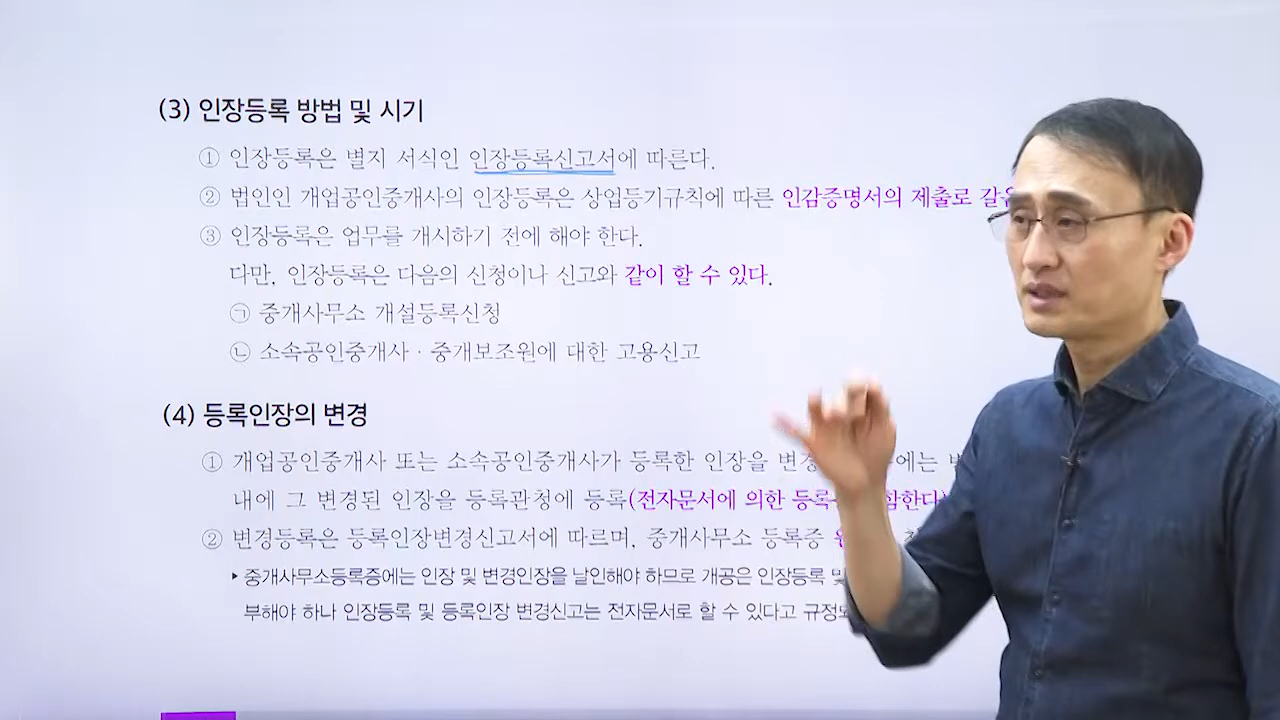 (3) 인장등록 방법 및 시기
① 인장등록은 별지 서식인 인장등록신고서에 따른다.
② 법인인 개업공인중개사의 인장등록은 상업등기규칙에 따른 인감증명서의 제출로
③ 인장등록은 업무를 개시하기 전에 해야 한다.
다만, 인장등록은 다음의 신청이나 신고와 같이 할 수 있다.
㉠ 중개사무소 개설등록신청
㉡ 소속공인중개사·중개보조원에 대한 고용신고
(4) 등록인장의 변경
① 개업공인중개사 또는 소속공인중개사가 등록한 인장을
내에 그 변경된 인장을 등록관청에 등록(전자문서에 의한
② 변경등록은 등록인장변경신고서에 따르며, 중개사무소 등록증
▸중개사무소등록증에는 인장 및 변경인장을 날인해야 하므로 개공은 인장등록
부해야 하나 인장등록 및 등록인장 변경신고는 전자문서로 할 수 있다고